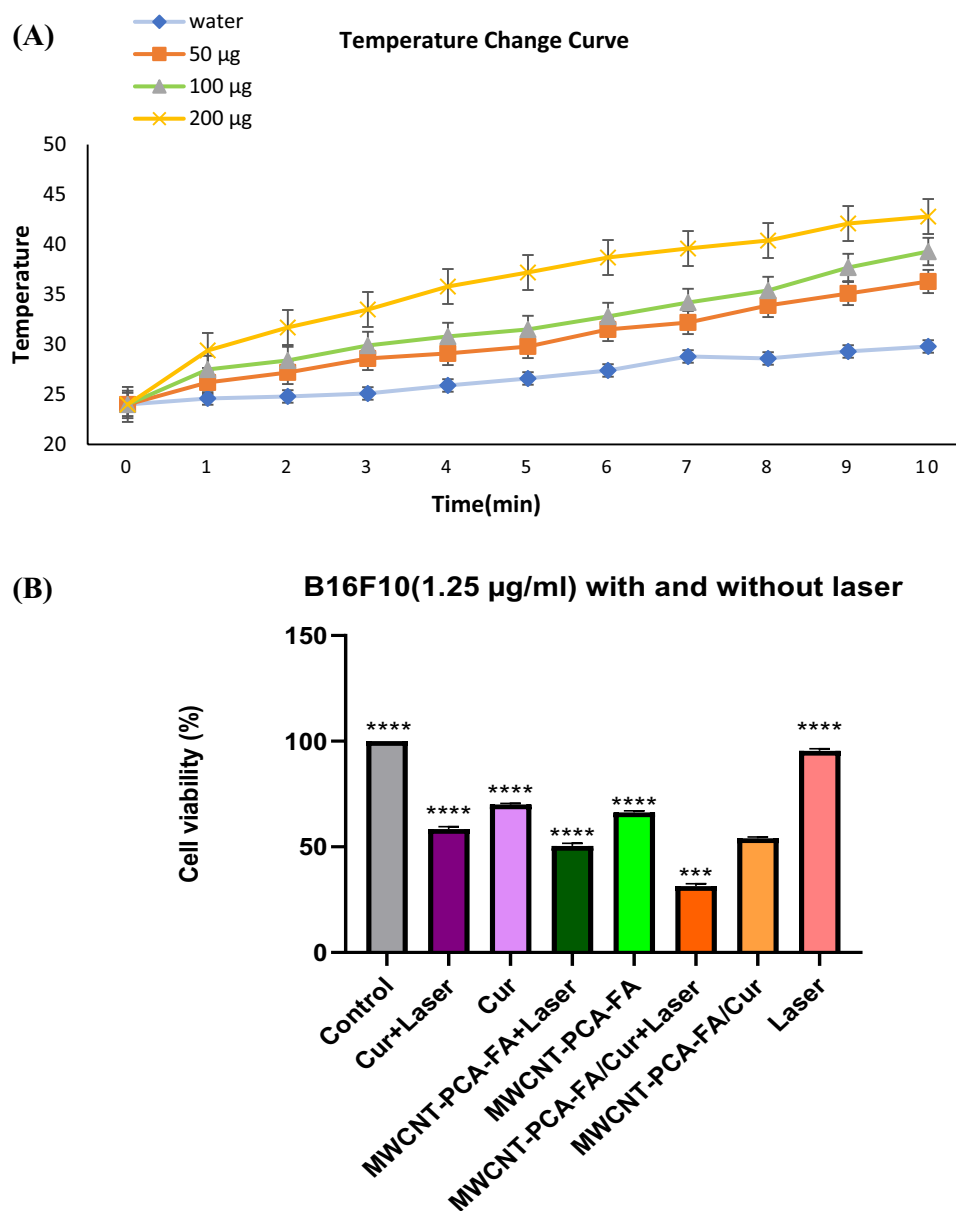 (A)
water
50 µg
100 µg
200 µg
Temperature Change Curve
50
45
40
35
30
25
20
Temperature
0 1 2 3 4 5 6 7 8 9 10
Time(min)
(B)
B16F10(1.25 µg/ml) with and without laser
150
100
50
0
Cell viability (%)
****
****
****
****
****
***
****
Control
Cur+Laser
Cur
MWCNT-PCA-FA+Laser
MWCNT-PCA-FA
MWCNT-PCA-FA/Cur+Laser
MWCNT-PCA-FA/Cur
Laser